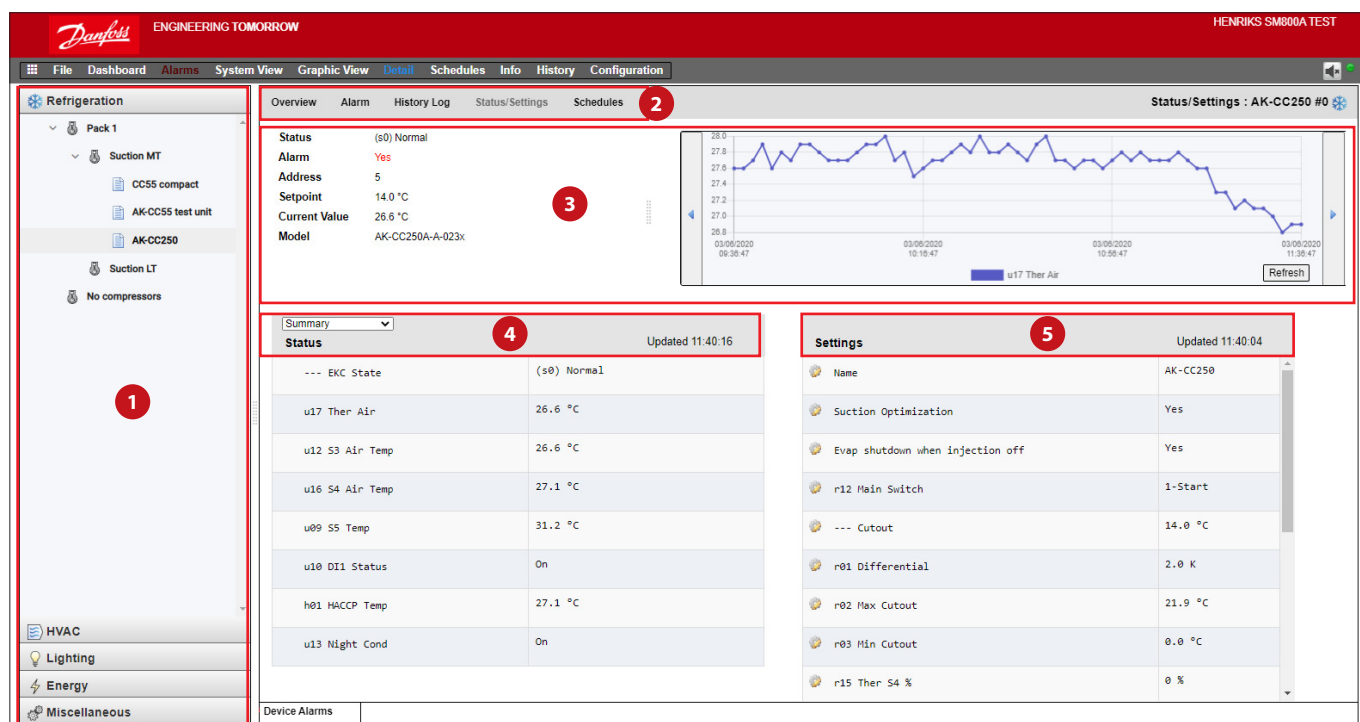 Danfoss
ENGINEERING TOMORROW
HENRIKS SM800A TEST
File Dashboard Alarms System View Graphic View Detail Schedules Info History Configuration
Refrigeration
Pack 1
Suction MT
CC55 compact
AK-CC55 test unit
AK-CC250
Suction LT
No compressors
1
HVAC
Lighting
Energy
Miscellaneous
Overview Alarm History Log Status/Settings Schedules
2
Status/Settings : AK-CC250 #0
Status (s0) Normal
Alarm Yes
Address 5
Setpoint 14.0 °C
Current Value 26.6 °C
Model AK-CC250A-A-023x
3
28.0
27.8
27.6
27.4
27.2
27.0
26.8
03/06/2020 09:36:47
03/06/2020 10:16:47
03/06/2020 10:56:47
03/06/2020 11:36:47
u17 Ther Air
Refresh
Summary
Status
4
Updated 11:40:16
--- EKC State (s0) Normal
u17 Ther Air 26.6 °C
u12 S3 Air Temp 26.6 °C
u16 S4 Air Temp 27.1 °C
u09 S5 Temp 31.2 °C
u10 DI1 Status On
h01 HACCP Temp 27.1 °C
u13 Night Cond On
Settings
5
Updated 11:40:04
Name AK-CC250
Suction Optimization Yes
Evap shutdown when injection off Yes
r12 Main Switch 1-Start
--- Cutout 14.0 °C
r01 Differential 2.0 K
r02 Max Cutout 21.9 °C
r03 Min Cutout 0.0 °C
r15 Ther S4 % 0 %
Device Alarms